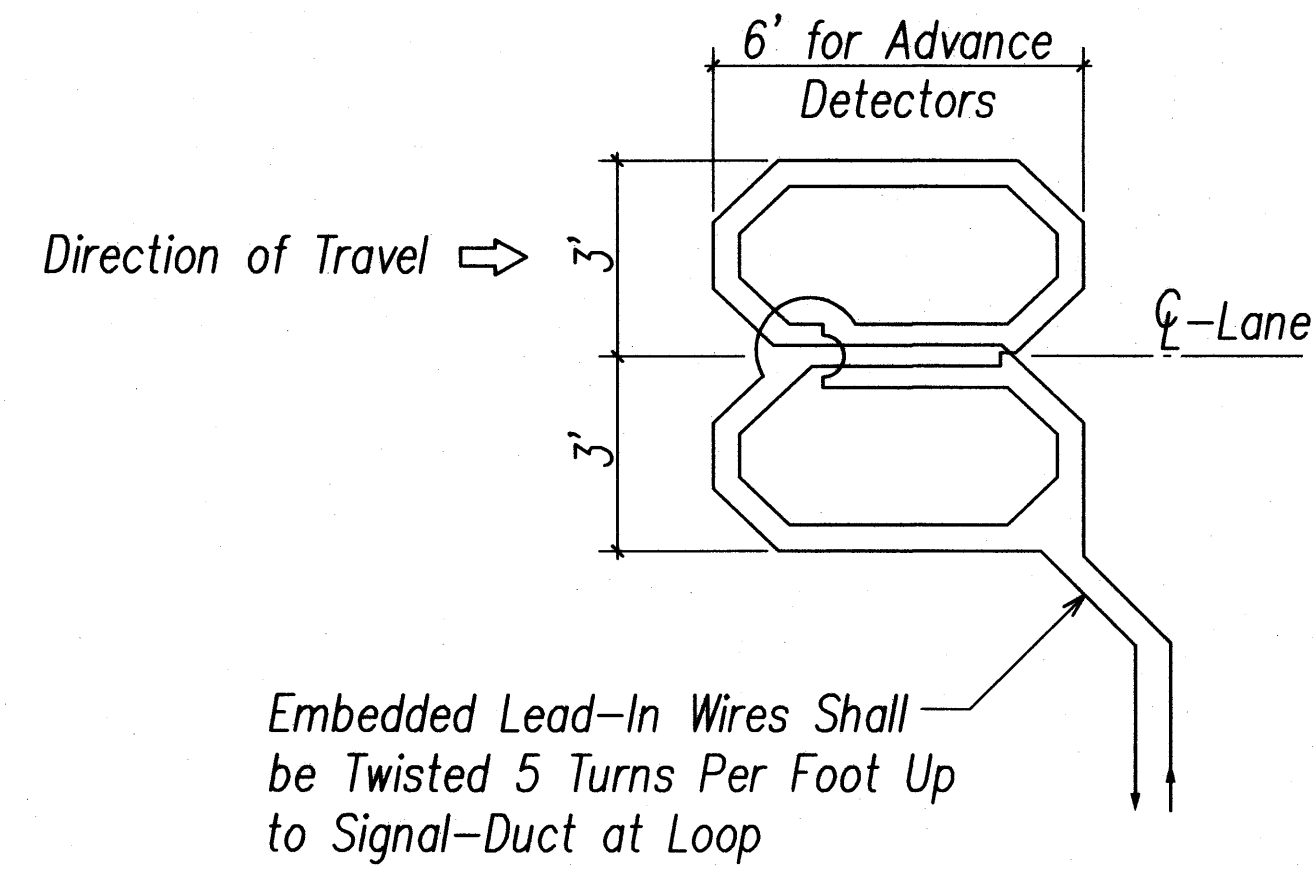 6' for Advance
Detectors
Direction of Travel
3'
℄-Lane
3'
Embedded Lead-In Wires Shall
be Twisted 5 Turns Per Foot Up
to Signal-Duct at Loop